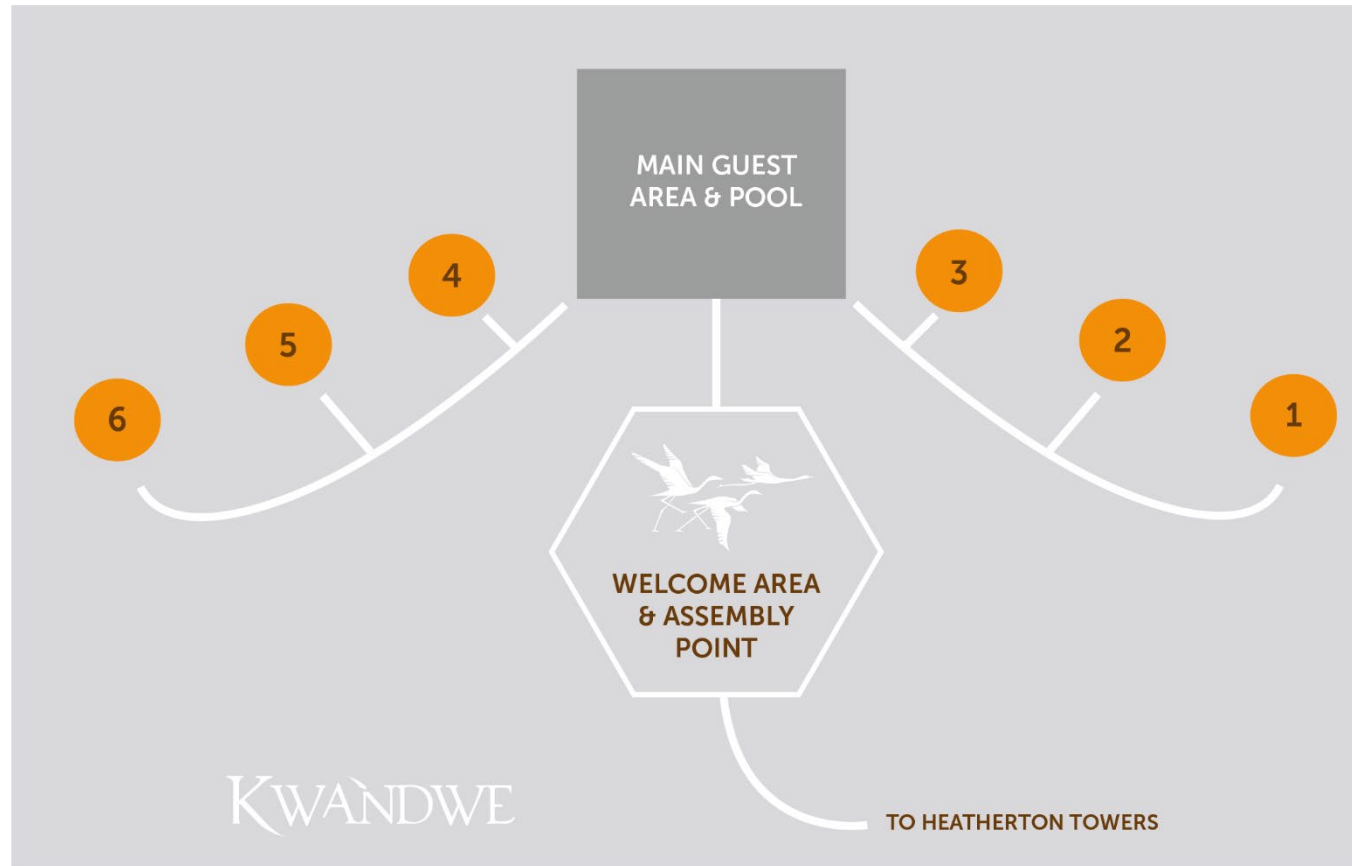 MAIN GUEST
AREA & POOL
4
3
5
2
6
1
WELCOME AREA
& ASSEMBLY
POINT
KWANDWE
TO HEATHERTON TOWERS